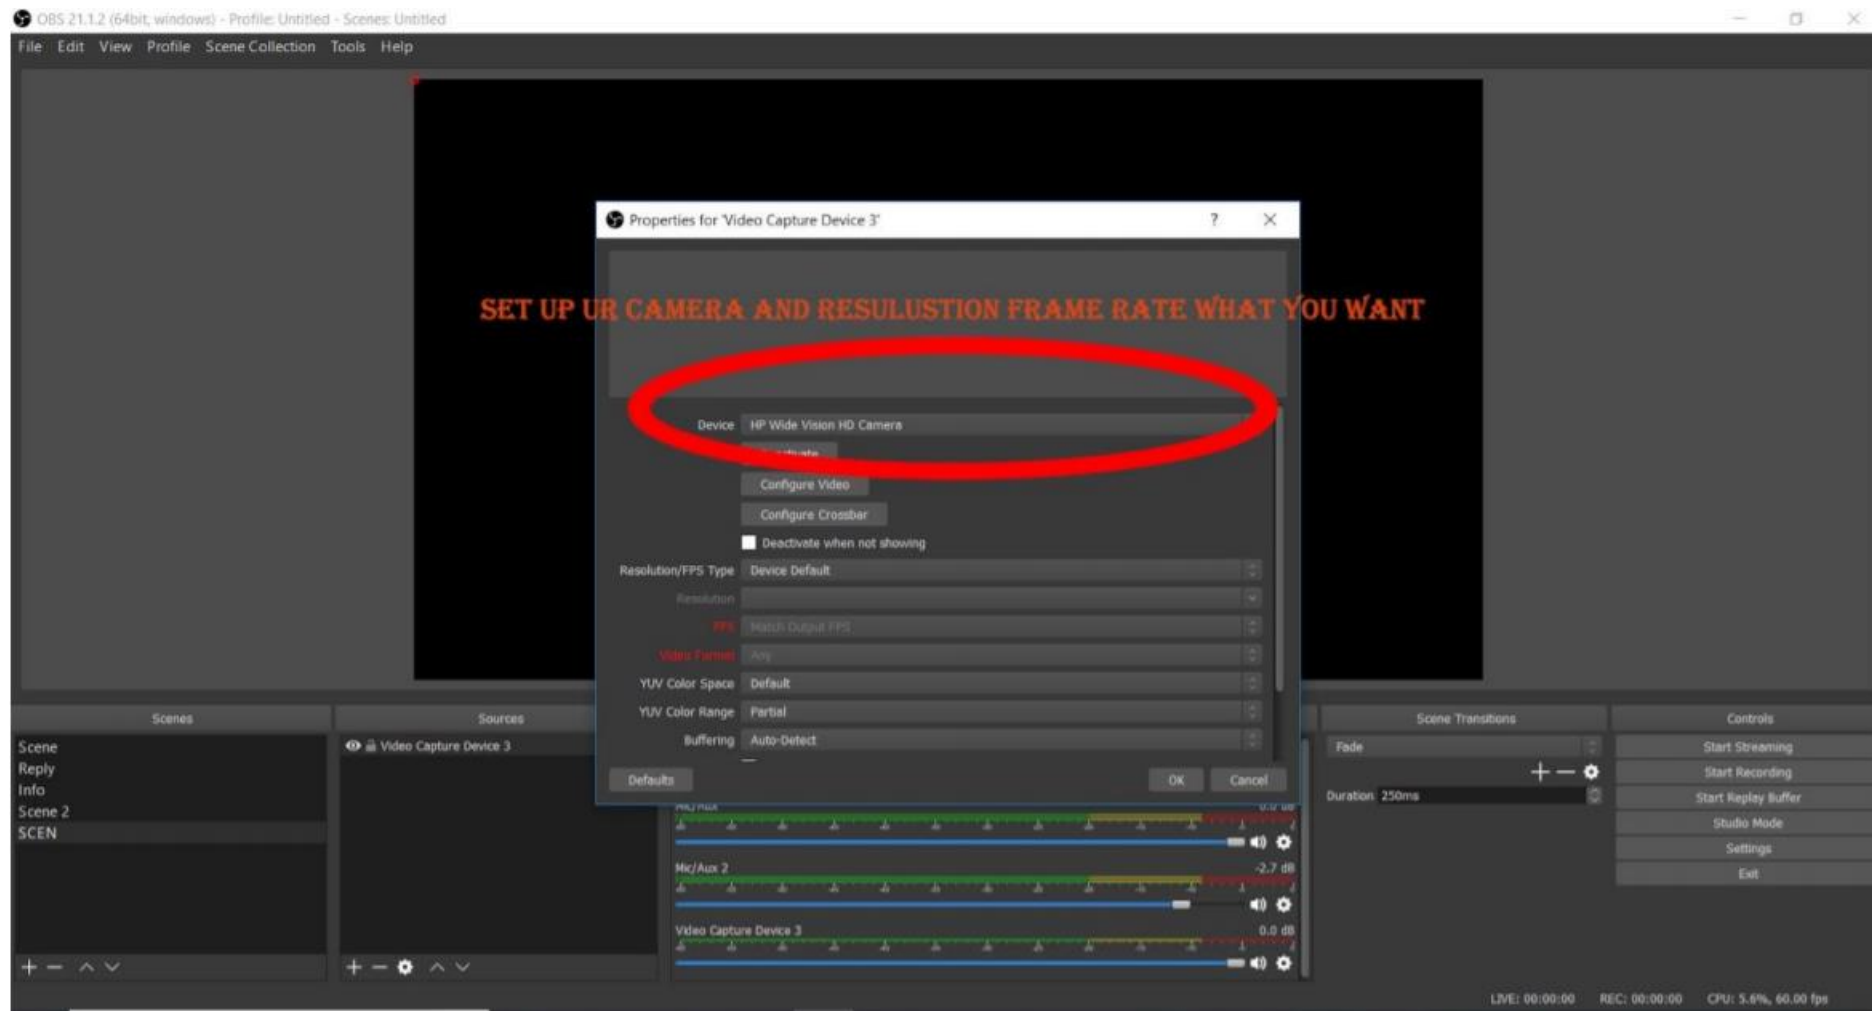 OBS 21.1.2 (64bit, windows) - Profile: Untitled - Scenes: Untitled
File Edit View Profile Scene Collection Tools Help
Properties for 'Video Capture Device 3'
SET UP UR CAMERA AND RESULUSTION FRAME RATE WHAT YOU WANT
Device HP Wide Vision HD Camera
Configure Video
Configure Crossbar
Deactivate when not showing
Resolution/FPS Type Device Default
Resolution
FPS Match Output FPS
Video Format Any
YUV Color Space Default
YUV Color Range Partial
Buffering Auto-Detect
Defaults OK Cancel
Scenes
Scene
Reply
Info
Scene 2
SCEN
Sources
Video Capture Device 3
Mic/Aux 0.0 dB
Mic/Aux 2 -2.7 dB
Video Capture Device 3 0.0 dB
Scene Transitions
Fade
Duration 250ms
Controls
Start Streaming
Start Recording
Start Replay Buffer
Studio Mode
Settings
Exit
LIVE: 00:00:00 REC: 00:00:00 CPU: 5.6%, 60.00 fps